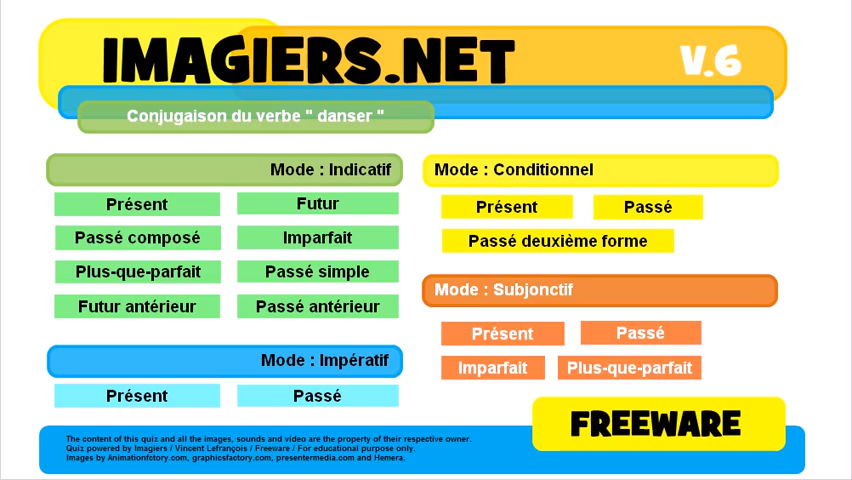 IMAGIERS.NET
V.6
Conjugaison du verbe " danser "
Mode : Indicatif
Présent
Futur
Passé composé
Imparfait
Plus-que-parfait
Passé simple
Futur antérieur
Passé antérieur
Mode : Impératif
Présent
Passé
Mode : Conditionnel
Présent
Passé
Passé deuxième forme
Mode : Subjonctif
Présent
Passé
Imparfait
Plus-que-parfait
FREEWARE
The content of this quiz and all the images, sounds and video are the property of their respective owner.
Quiz powered by Imagiers / Vincent Lefrançois / Freeware / For educational purpose only.
Images by Animationfctory.com, graphicsfactory.com, presentermedia.com and Hemera.